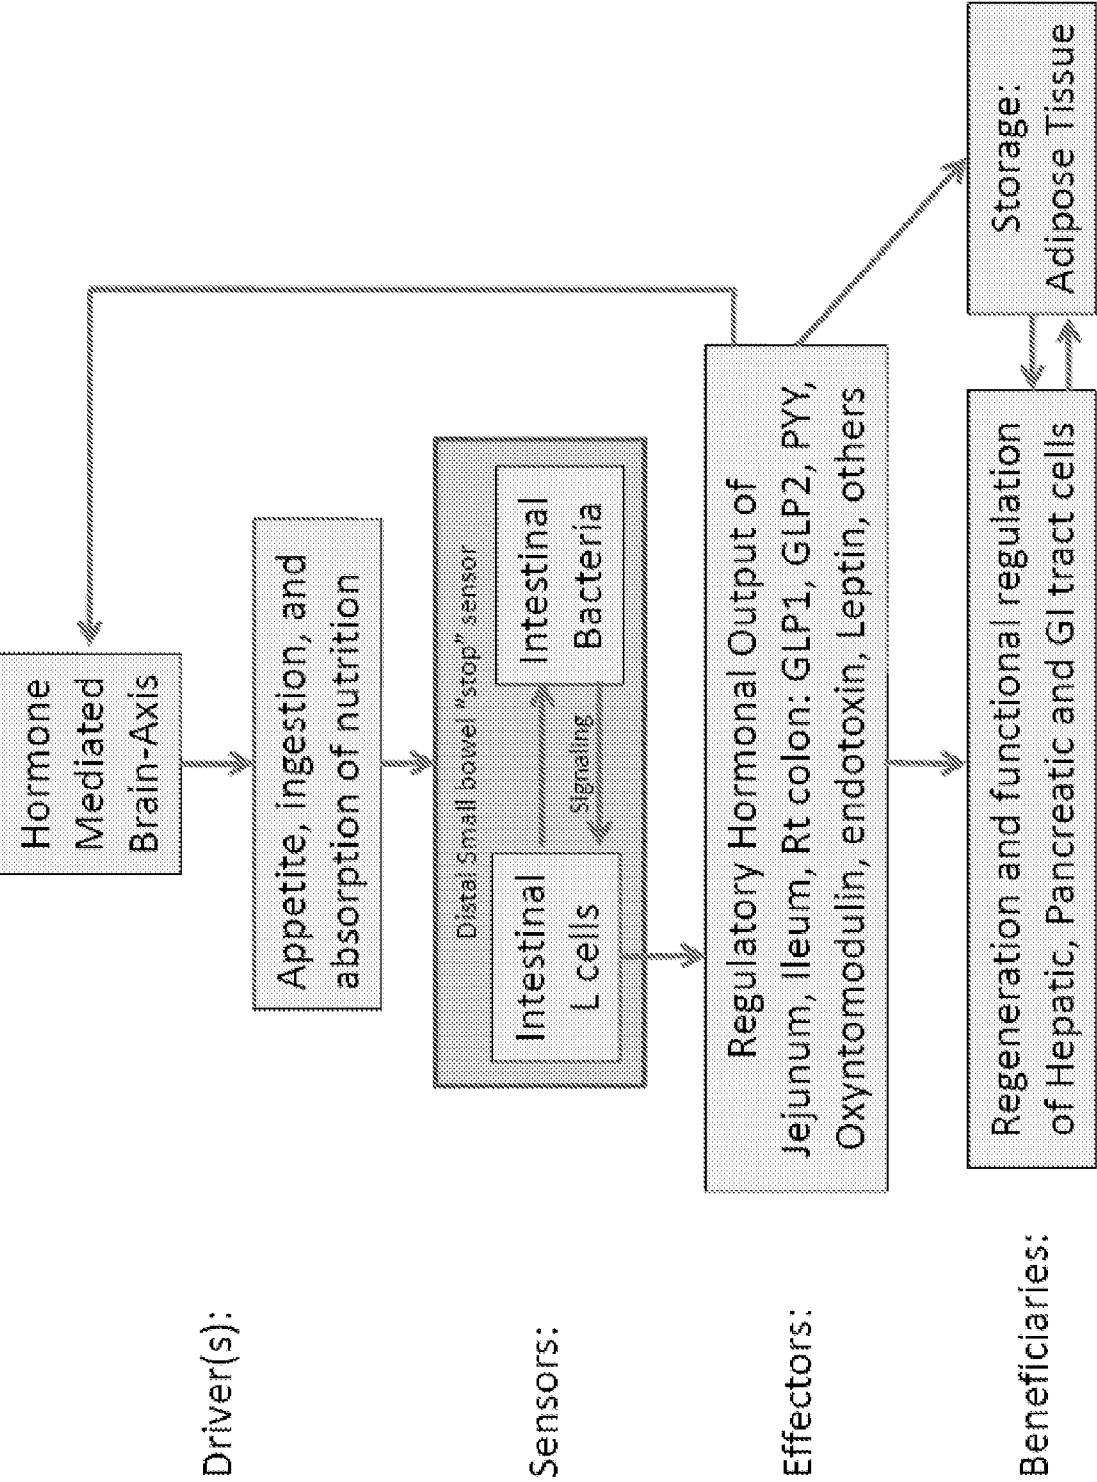 Driver(s):
Hormone
Mediated
Brain-Axis
Appetite, ingestion, and
absorption of nutrition
Sensors:
Distal Small bowel "stop" sensor
Intestinal
L cells
Signaling
Intestinal
Bacteria
Effectors:
Regulatory Hormonal Output of
Jejunum, Ileum, Rt colon: GLP1, GLP2, PYY,
Oxyntomodulin, endotoxin, Leptin, others
Beneficiaries:
Regeneration and functional regulation
of Hepatic, Pancreatic and GI tract cells
Storage:
Adipose Tissue